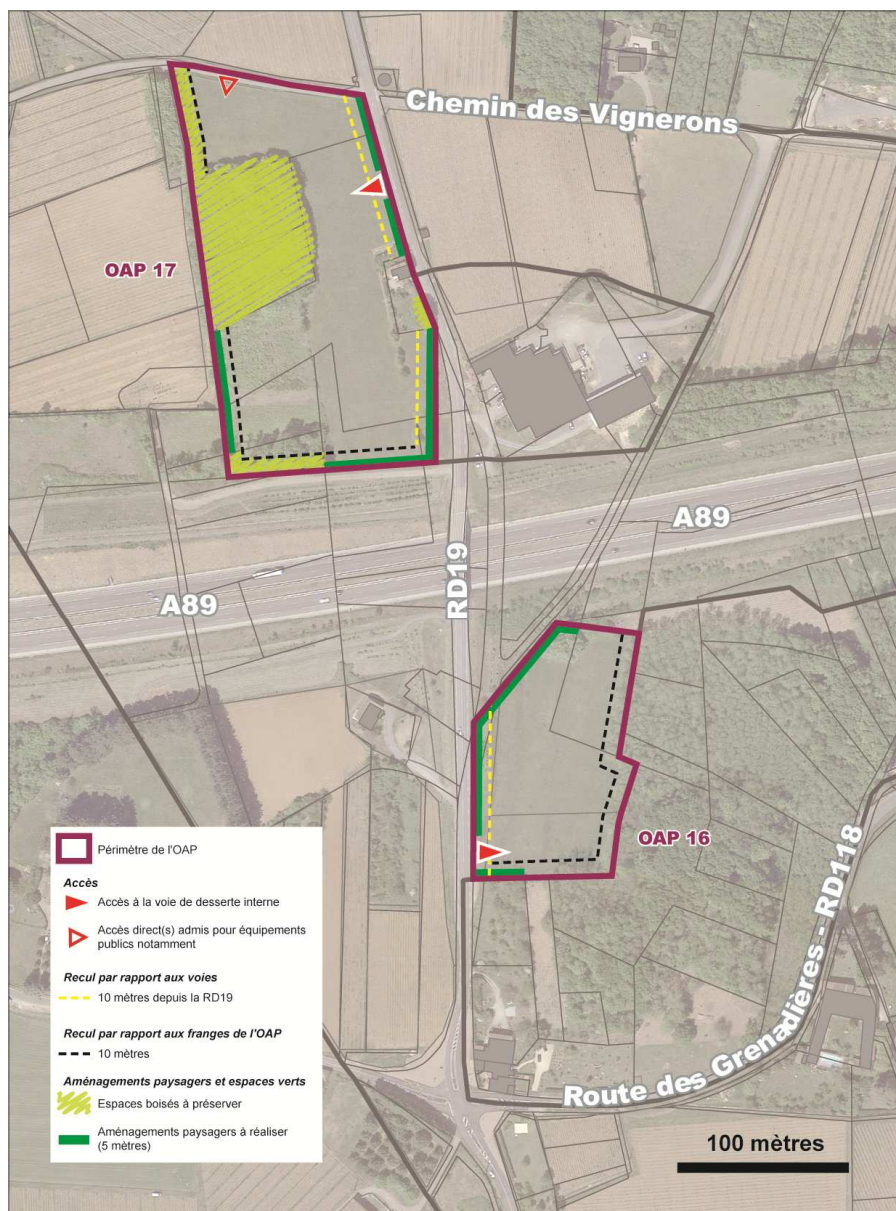 Chemin des Vignerons
OAP 17
A89
RD19
A89
OAP 16
Route des Grenadières - RD118
Périmètre de l'OAP
Accès
Accès à la voie de desserte interne
Accès direct(s) admis pour équipements
publics notamment
Recul par rapport aux voies
10 mètres depuis la RD19
Recul par rapport aux franges de l'OAP
10 mètres
Aménagements paysagers et espaces verts
Espaces boisés à préserver
Aménagements paysagers à réaliser
(5 mètres)
100 mètres